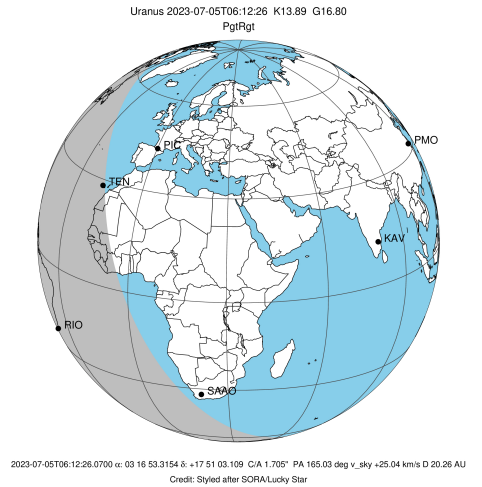 Uranus 2023-07-05T06:12:26 K13.89 G16.80
PgtRgt
PMO
PIC
TEN
KAV
RIO
SAAO
2023-07-05T06:12:26.0700 α: 03 16 53.3154 δ: +17 51 03.109 C/A 1.705" PA 165.03 deg v_sky +25.04 km/s D 20.26 AU
Credit: Styled after SORA/Lucky Star